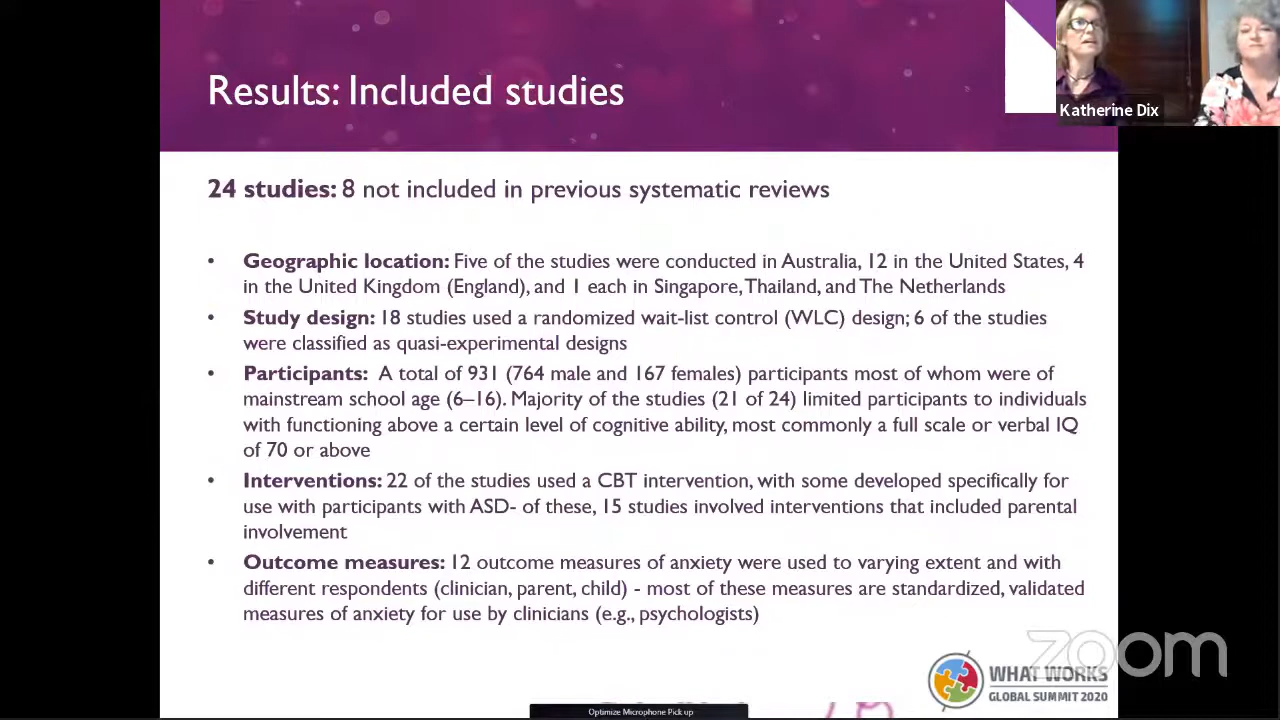 Results: Included studies
Katherine Dix
24 studies: 8 not included in previous systematic reviews
• Geographic location: Five of the studies were conducted in Australia, 12 in the United States, 4
in the United Kingdom (England), and 1 each in Singapore, Thailand, and The Netherlands
• Study design: 18 studies used a randomized wait-list control (WLC) design; 6 of the studies
were classified as quasi-experimental designs
• Participants: A total of 931 (764 male and 167 females) participants most of whom were of
mainstream school age (6–16). Majority of the studies (21 of 24) limited participants to individuals
with functioning above a certain level of cognitive ability, most commonly a full scale or verbal IQ
of 70 or above
• Interventions: 22 of the studies used a CBT intervention, with some developed specifically for
use with participants with ASD- of these, 15 studies involved interventions that included parental
involvement
• Outcome measures: 12 outcome measures of anxiety were used to varying extent and with
different respondents (clinician, parent, child) - most of these measures are standardized, validated
measures of anxiety for use by clinicians (e.g., psychologists)
zoom
WHAT WORKS
GLOBAL SUMMIT 2020
Optimize Microphone Pick up